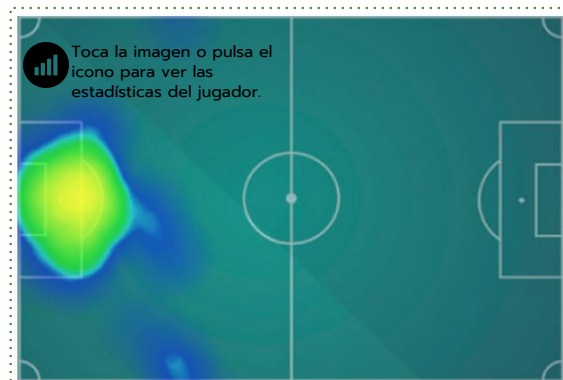 Toca la imagen o pulsa el
icono para ver las
estadísticas del jugador.